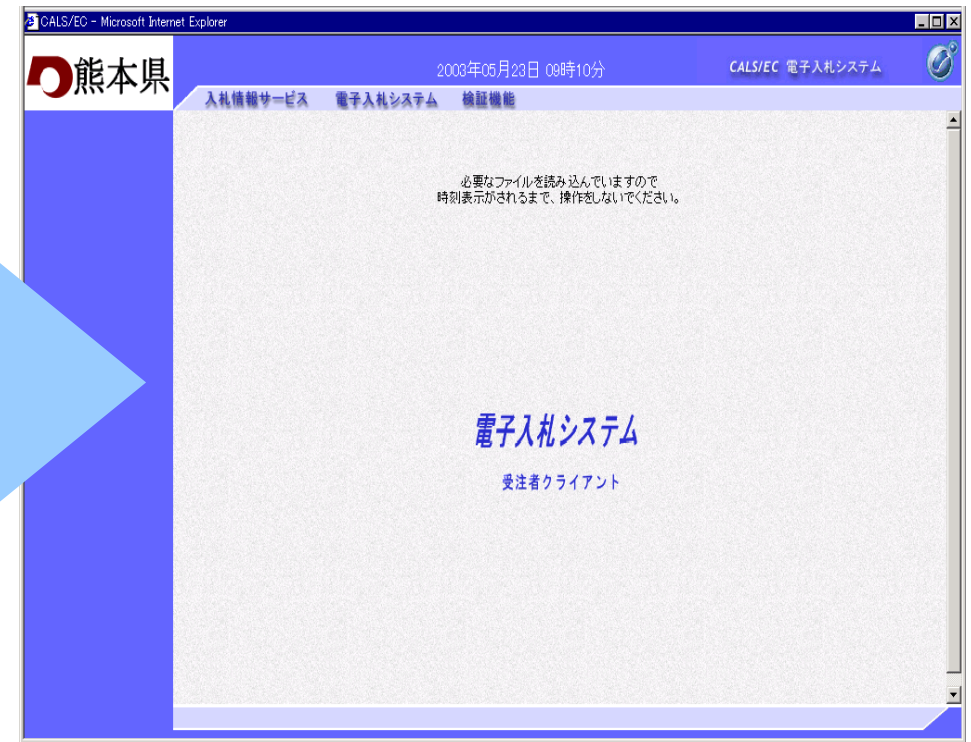 CALS/EC - Microsoft Internet Explorer
熊本県
2003年05月23日 09時10分
CALS/EC 電子入札システム
入札情報サービス 電子入札システム 検証機能
必要なファイルを読み込んでいますので
時刻表示がされるまで、操作をしないでください。
電子入札システム
受注者クライアント